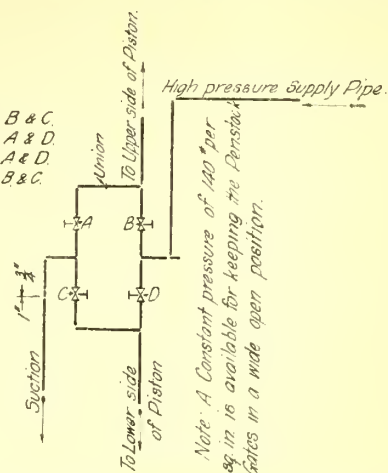 To Upper side of Piston.
High pressure Supply Pipe.
B & C.
A & D.
A & D.
B & C.
Union
A
B
C
D
1" 3/4"
Suction
To Lower side
of Piston
Note: A Constant pressure of 140 # per
sq. in. is available for keeping the Penstock
Gates in a wide open position.